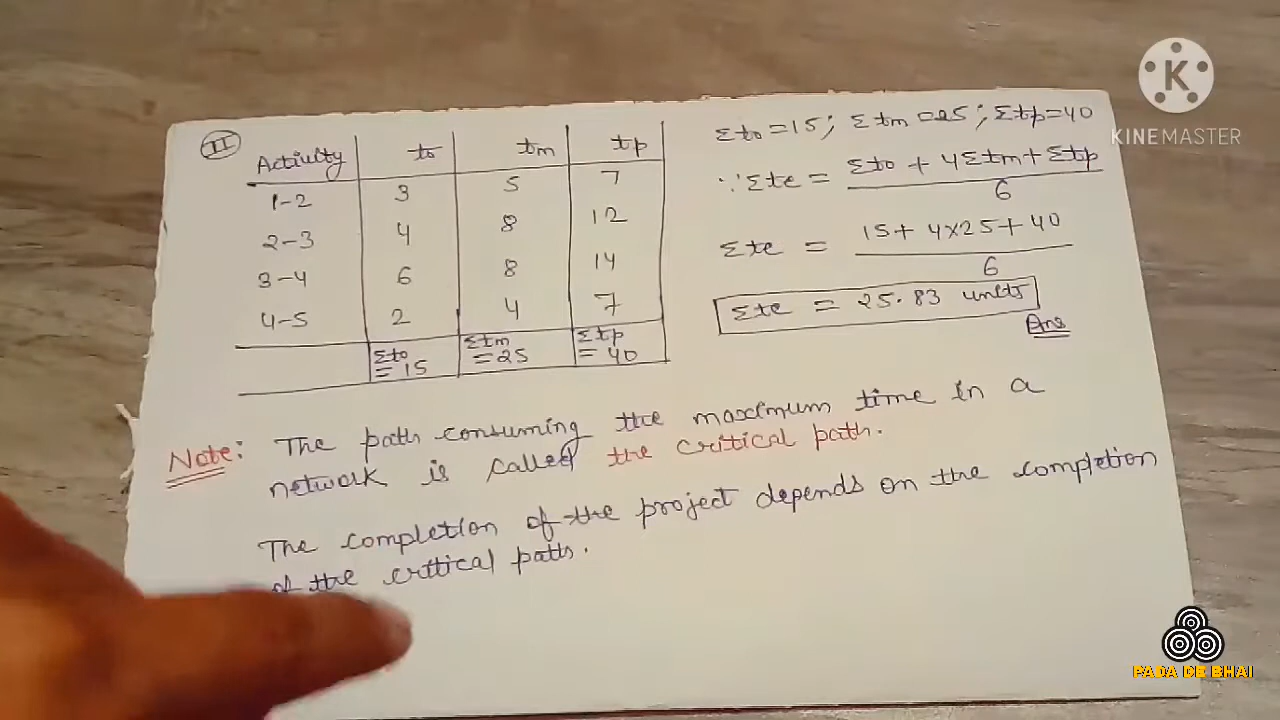 II
Activity to tm tp
1-2 3 5 7
2-3 4 8 12
3-4 6 8 14
4-5 2 4 7
Σto = 15 Σtm = 25 Σtp = 40
Σto = 15; Σtm = 25; Σtp = 40
∵ Σte = Σto + 4Σtm + Σtp / 6
Σte = 15 + 4×25 + 40 / 6
Σte = 25.83 units
Ans
Note: The path consuming the maximum time in a
network is called the critical path.
The completion of the project depends on the completion
of the critical path.
K
KINEMASTER
PADA DE BHAI